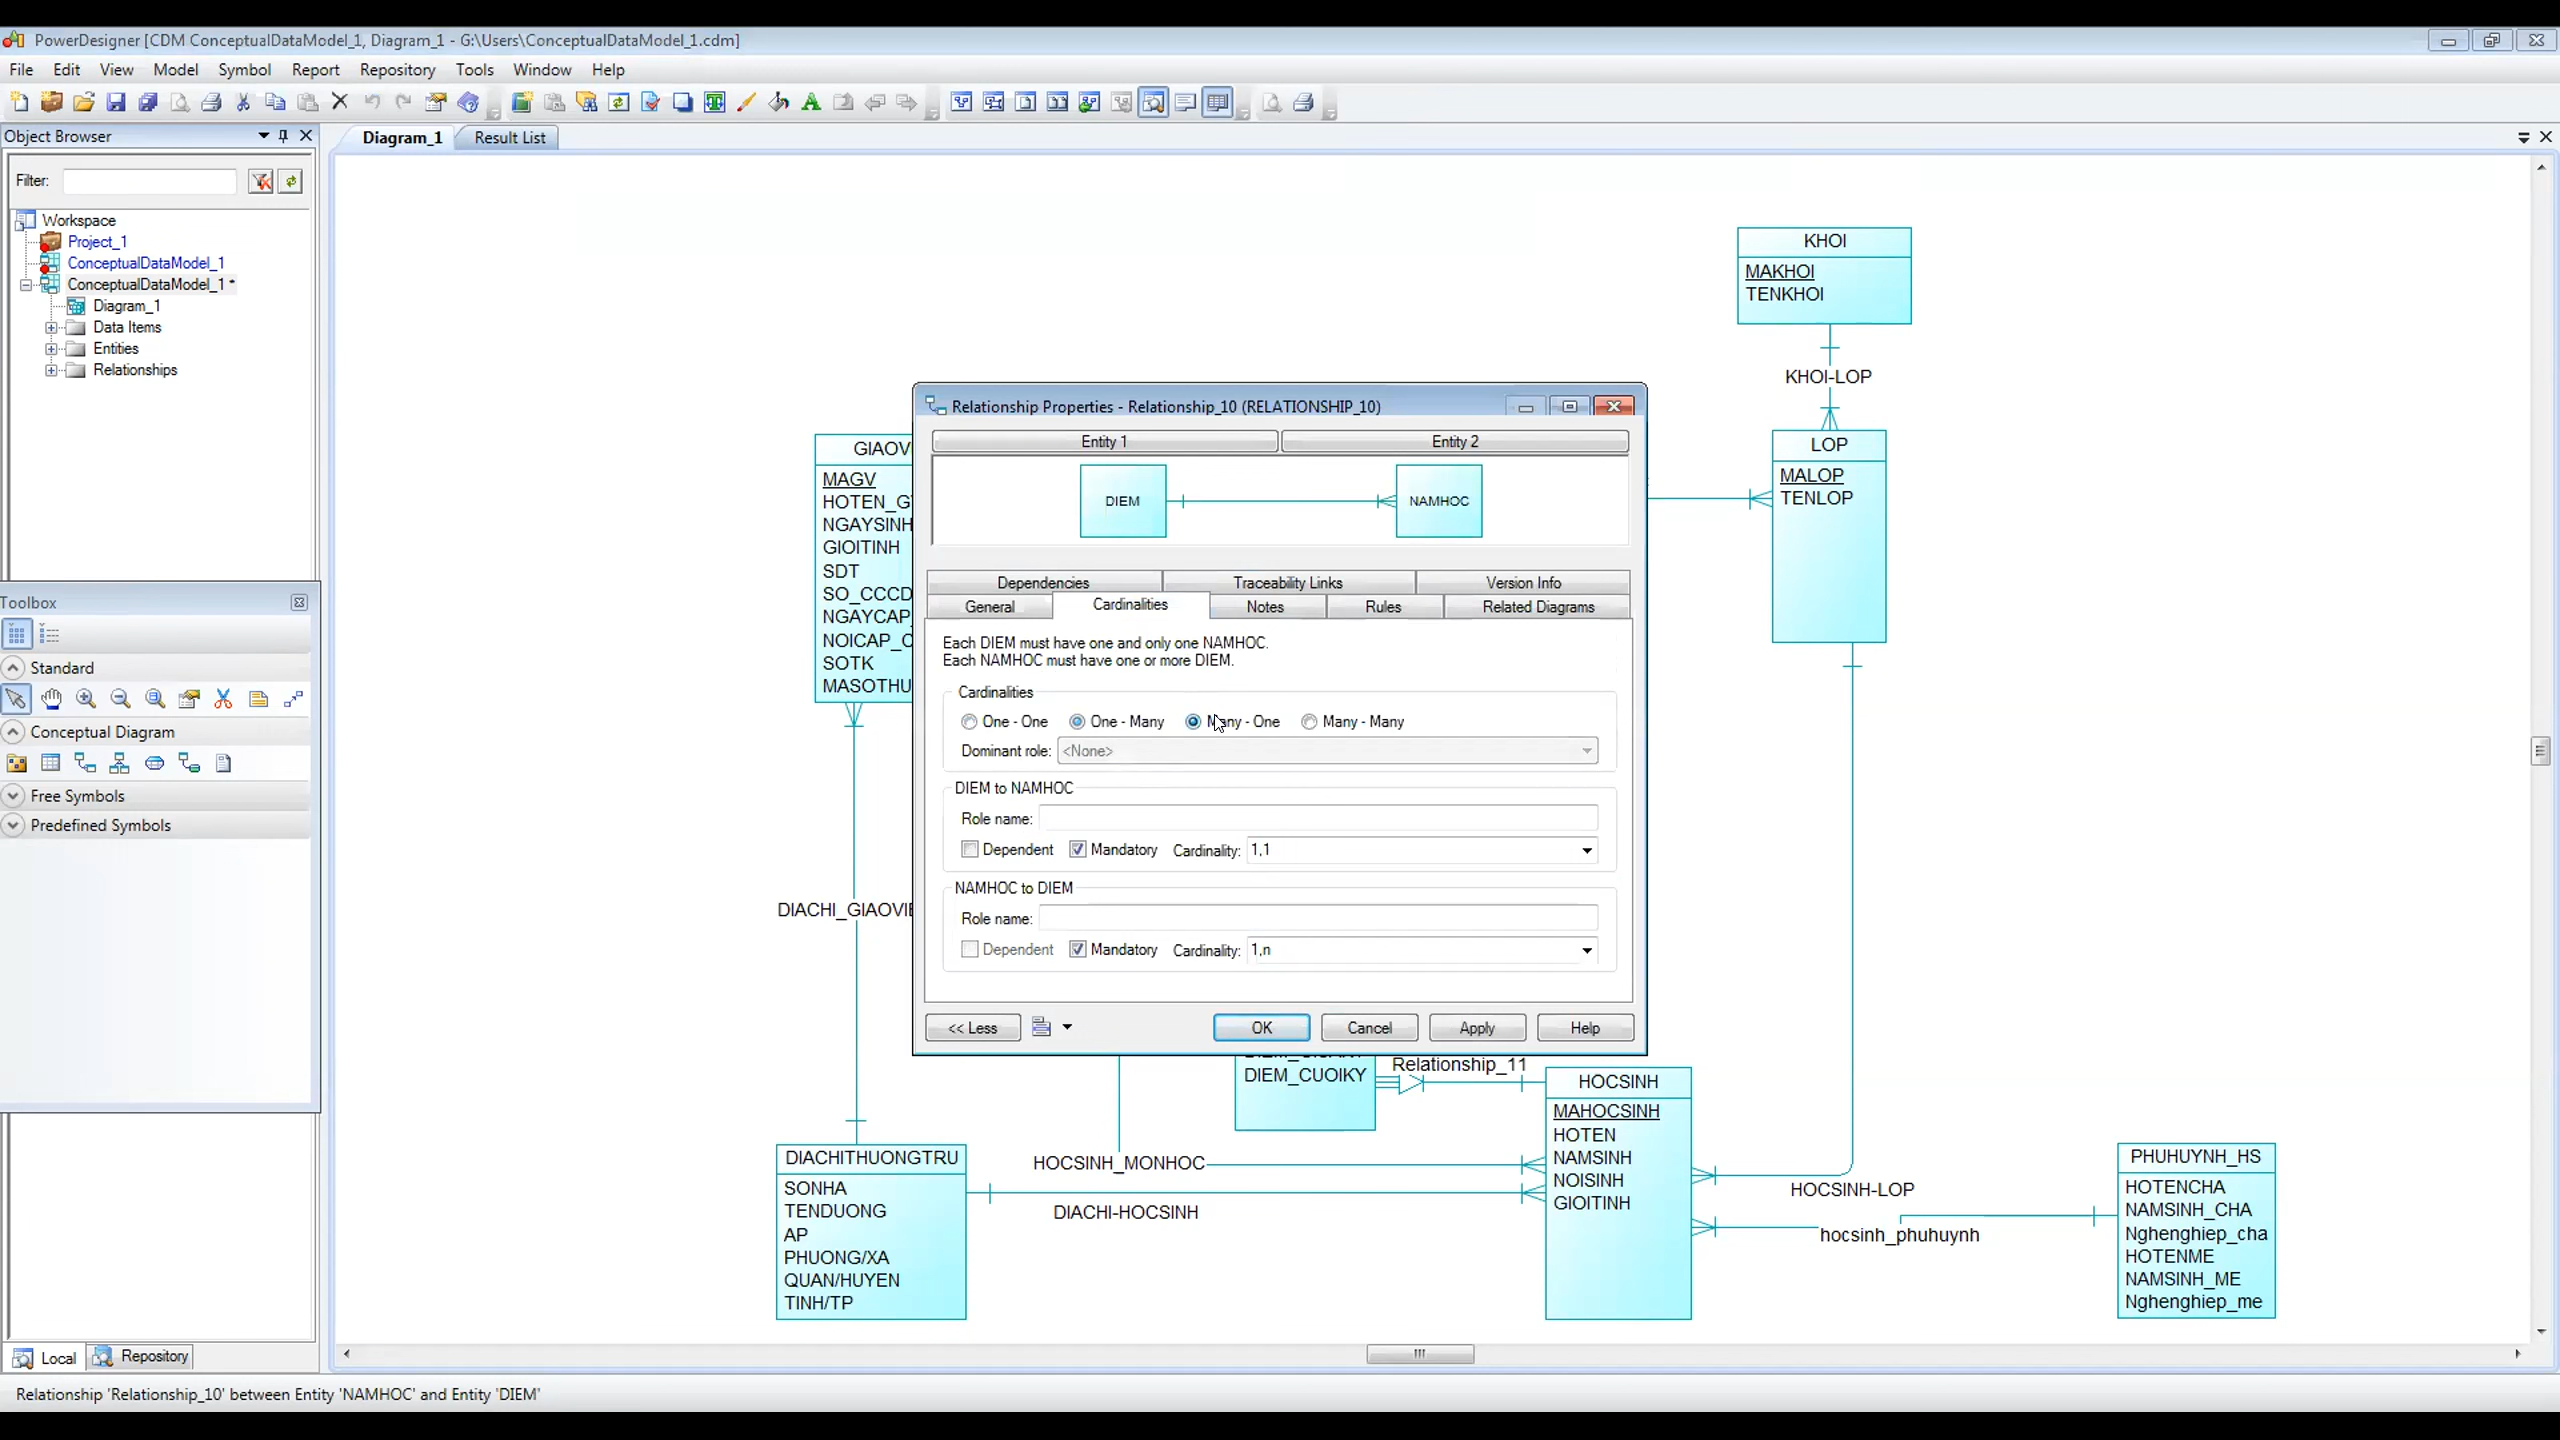 PowerDesigner [CDM ConceptualDataModel_1, Diagram_1 - G:\Users\ConceptualDataModel_1.cdm]
File Edit View Model Symbol Report Repository Tools Window Help
Object Browser
Diagram_1 Result List
Filter:
Workspace
Project_1
ConceptualDataModel_1
ConceptualDataModel_1 *
Diagram_1
Data Items
Entities
Relationships
Toolbox
Standard
Conceptual Diagram
Free Symbols
Predefined Symbols
Local Repository
KHOI
MAKHOI
TENKHOI
KHOI-LOP
LOP
MALOP
TENLOP
MAGV
NGAYSINH
GIOITINH
SDT
SO_CCCD
SOTK
Relationship Properties - Relationship_10 (RELATIONSHIP_10)
Entity 1 Entity 2
DIEM NAMHOC
Dependencies Traceability Links Version Info
General Cardinalities Notes Rules Related Diagrams
Each DIEM must have one and only one NAMHOC.
Each NAMHOC must have one or more DIEM.
Cardinalities
One - One One - Many Many - One Many - Many
Dominant role: <None>
DIEM to NAMHOC
Role name:
Dependent Mandatory Cardinality: 1,1
NAMHOC to DIEM
Role name:
Dependent Mandatory Cardinality: 1,n
<< Less OK Cancel Apply Help
DIEM_CUOIKY
Relationship_11
HOCSINH
MAHOCSINH
HOTEN
NAMSINH
NOISINH
GIOITINH
HOCSINH_MONHOC
DIACHI-HOCSINH
DIACHITHUONGTRU
SONHA
TENDUONG
AP
PHUONG/XA
QUAN/HUYEN
TINH/TP
HOCSINH-LOP
hocsinh_phuhuynh
PHUHUYNH_HS
HOTENCHA
NAMSINH_CHA
Nghenghiep_cha
HOTENME
NAMSINH_ME
Nghenghiep_me
Relationship 'Relationship_10' between Entity 'NAMHOC' and Entity 'DIEM'